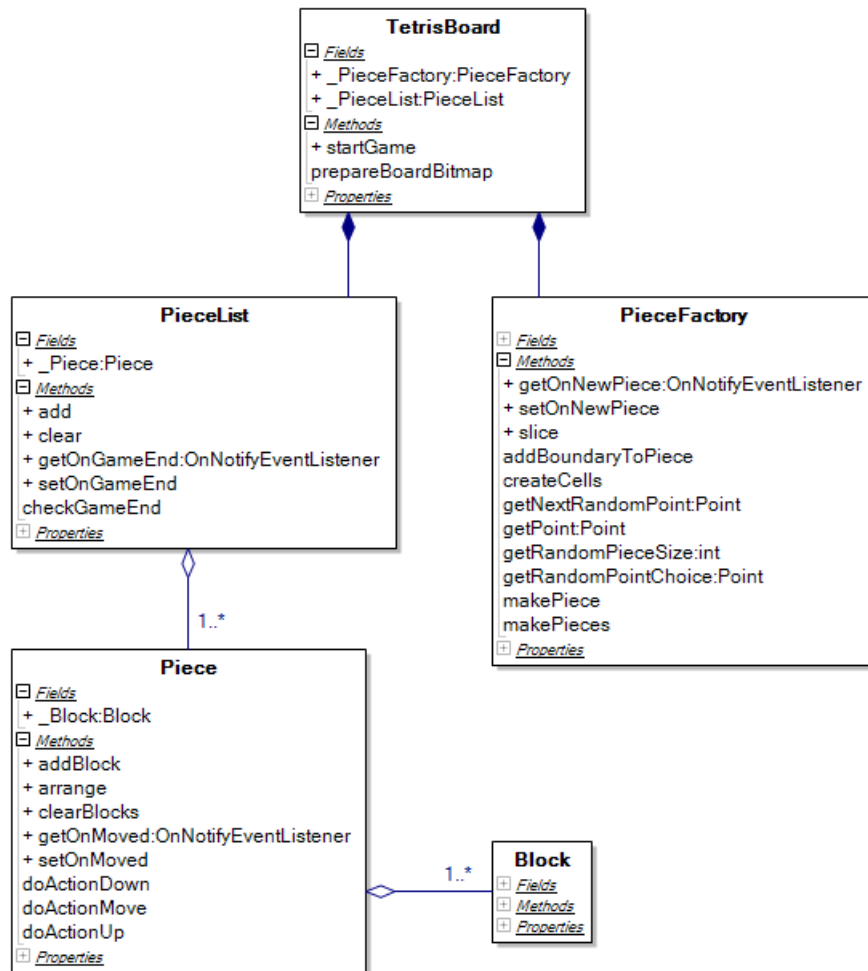 TetrisBoard
Fields
+ _PieceFactory:PieceFactory
+ _PieceList:PieceList
Methods
+ startGame
prepareBoardBitmap
Properties
PieceList
Fields
+ _Piece:Piece
Methods
+ add
+ clear
+ getOnGameEnd:OnNotifyEventListener
+ setOnGameEnd
checkGameEnd
Properties
PieceFactory
Fields
Methods
+ getOnNewPiece:OnNotifyEventListener
+ setOnNewPiece
+ slice
addBoundaryToPiece
createCells
getNextRandomPoint:Point
getPoint:Point
getRandomPieceSize:int
getRandomPointChoice:Point
makePiece
makePieces
Properties
1..*
Piece
Fields
+ _Block:Block
Methods
+ addBlock
+ arrange
+ clearBlocks
+ getOnMoved:OnNotifyEventListener
+ setOnMoved
doActionDown
doActionMove
doActionUp
Properties
1..*
Block
Fields
Methods
Properties